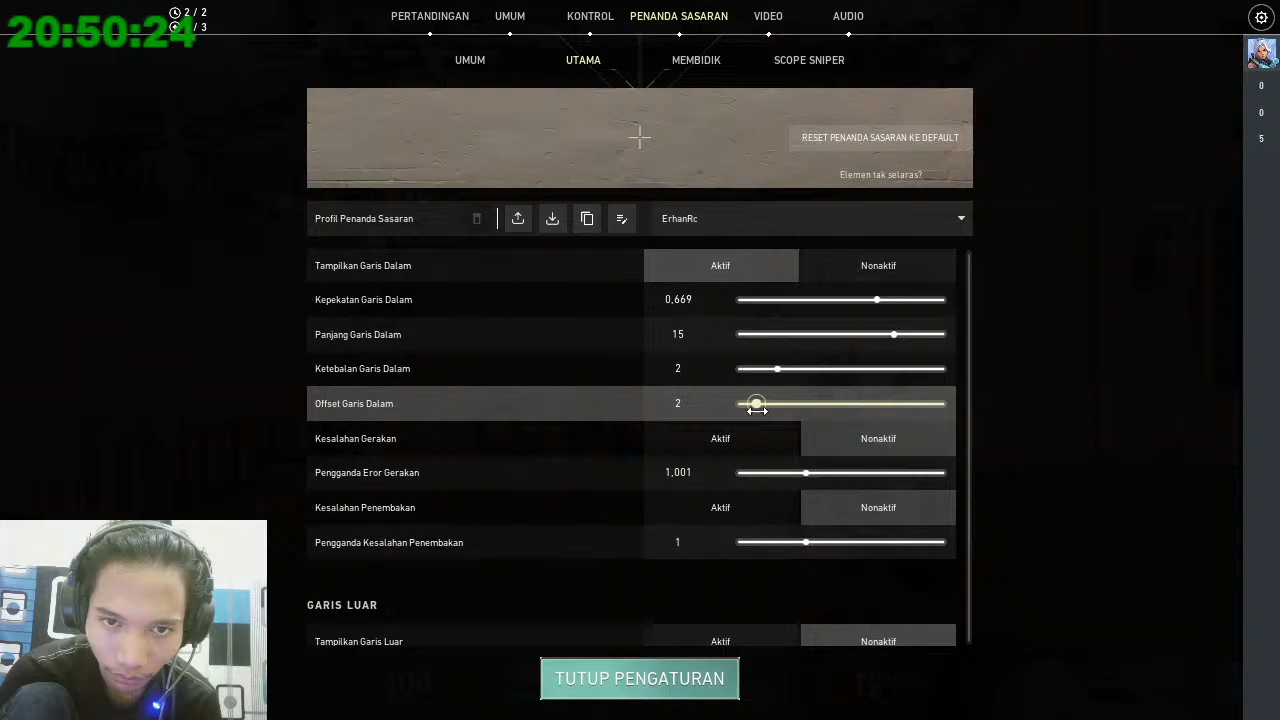 2 / 2
/ 3
20:50:24
PERTANDINGAN UMUM KONTROL PENANDA SASARAN VIDEO AUDIO
UMUM UTAMA MEMBIDIK SCOPE SNIPER
0
0
5
RESET PENANDA SASARAN KE DEFAULT
Elemen tak selaras?
Profil Penanda Sasaran ErhanRc
Tampilkan Garis Dalam Aktif Nonaktif
Kepekatan Garis Dalam 0,669
Panjang Garis Dalam 15
Ketebalan Garis Dalam 2
Offset Garis Dalam 2
Kesalahan Gerakan Aktif Nonaktif
Pengganda Eror Gerakan 1,001
Kesalahan Penembakan Aktif Nonaktif
Pengganda Kesalahan Penembakan 1
GARIS LUAR
Tampilkan Garis Luar Aktif Nonaktif
TUTUP PENGATURAN